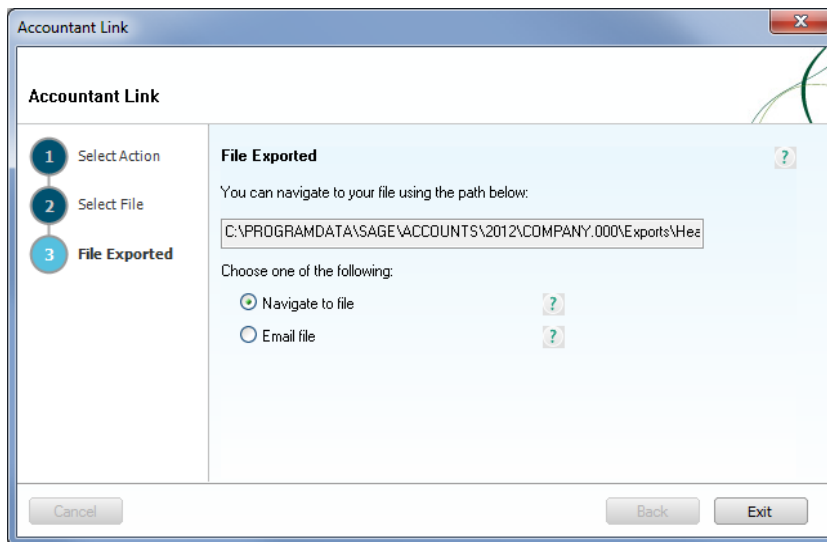 Accountant Link
x
Accountant Link
1 Select Action
2 Select File
3 File Exported
File Exported ?
You can navigate to your file using the path below:
C:\PROGRAMDATA\SAGE\ACCOUNTS\2012\COMPANY.000\Exports\Hea
Choose one of the following:
Navigate to file ?
Email file ?
Cancel Back Exit